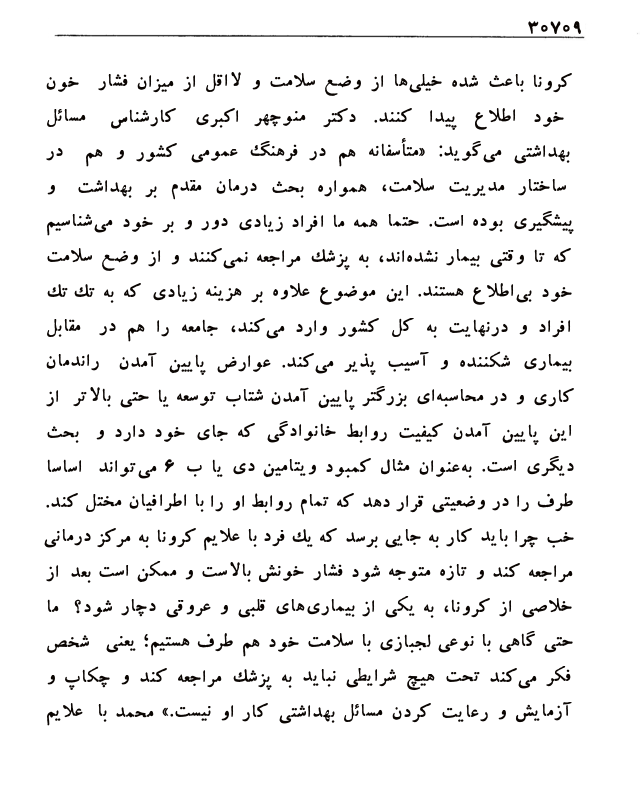 ۳۰۷۰۹
کرونا باعث شده خیلی‌ها از وضع سلامت و لااقل از میزان فشار خون
خود اطلاع پیدا کنند. دکتر منوچهر اکبری کارشناس مسائل
بهداشتی می‌گوید: «متأسفانه هم در فرهنگ عمومی کشور و هم در
ساختار مدیریت سلامت، همواره بحث درمان مقدم بر بهداشت و
پیشگیری بوده است. حتما همه ما افراد زیادی دور و بر خود می‌شناسیم
که تا وقتی بیمار نشده‌اند، به پزشك مراجعه نمی‌کنند و از وضع سلامت
خود بی‌اطلاع هستند. این موضوع علاوه بر هزینه زیادی که به تك تك
افراد و درنهایت به کل کشور وارد می‌کند، جامعه را هم در مقابل
بیماری شکننده و آسیب پذیر می‌کند. عوارض پایین آمدن راندمان
کاری و در محاسبه‌ای بزرگتر پایین آمدن شتاب توسعه یا حتی بالاتر از
این پایین آمدن کیفیت روابط خانوادگی که جای خود دارد و بحث
دیگری است. به‌عنوان مثال کمبود ویتامین دی یا ب ۶ می‌تواند اساسا
طرف را در وضعیتی قرار دهد که تمام روابط او را با اطرافیان مختل کند.
خب چرا باید کار به جایی برسد که یك فرد با علایم کرونا به مرکز درمانی
مراجعه کند و تازه متوجه شود فشار خونش بالاست و ممکن است بعد از
خلاصی از کرونا، به یکی از بیماری‌های قلبی و عروقی دچار شود؟ ما
حتی گاهی با نوعی لجبازی با سلامت خود هم طرف هستیم؛ یعنی شخص
فکر می‌کند تحت هیچ شرایطی نباید به پزشك مراجعه کند و چکاپ و
آزمایش و رعایت کردن مسائل بهداشتی کار او نیست.» محمد با علایم